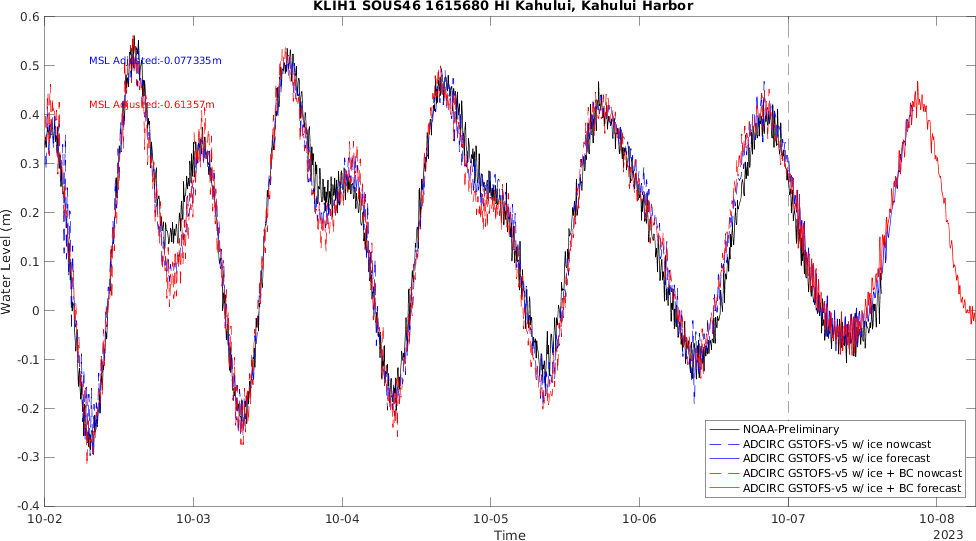 KLIH1 SOUS46 1615680 HI Kahului, Kahului Harbor
0.6
0.5
0.4
0.3
0.2
0.1
0
-0.1
-0.2
-0.3
-0.4
Water Level (m)
MSL Adjusted:-0.077335m
MSL Adjusted:-0.61357m
NOAA-Preliminary
ADCIRC GSTOFS-v5 w/ ice nowcast
ADCIRC GSTOFS-v5 w/ ice forecast
ADCIRC GSTOFS-v5 w/ ice + BC nowcast
ADCIRC GSTOFS-v5 w/ ice + BC forecast
10-02 10-03 10-04 10-05 10-06 10-07 10-08
Time
2023